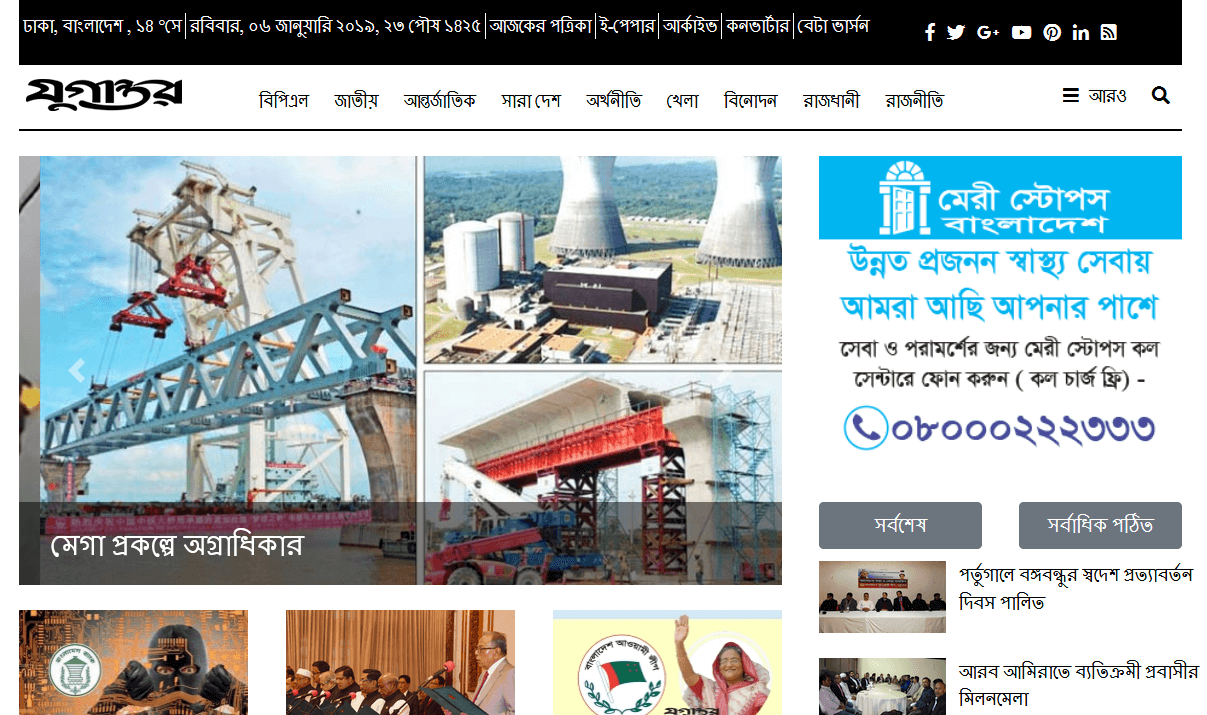 ঢাকা, বাংলাদেশ , ১৪ °সে রবিবার, ০৬ জানুয়ারি ২০১৯, ২৩ পৌষ ১৪২৫ আজকের পত্রিকা ই-পেপার আর্কাইভ কনভার্টার বেটা ভার্সন
যুগান্তর
বিপিএল জাতীয় আন্তর্জাতিক সারা দেশ অর্থনীতি খেলা বিনোদন রাজধানী রাজনীতি আরও
মেগা প্রকল্পে অগ্রাধিকার
মেরী স্টোপস
বাংলাদেশ
উন্নত প্রজনন স্বাস্থ্য সেবায়
আমরা আছি আপনার পাশে
সেবা ও পরামর্শের জন্য মেরী স্টোপস কল
সেন্টারে ফোন করুন ( কল চার্জ ফ্রি) -
০৮০০০২২২৩৩৩
সর্বশেষ সর্বাধিক পঠিত
পর্তুগালে বঙ্গবন্ধুর স্বদেশ প্রত্যাবর্তন
দিবস পালিত
আরব আমিরাতে ব্যতিক্রমী প্রবাসীর
মিলনমেলা
বাংলাদেশ আওয়ামী লীগ
যুগান্তর